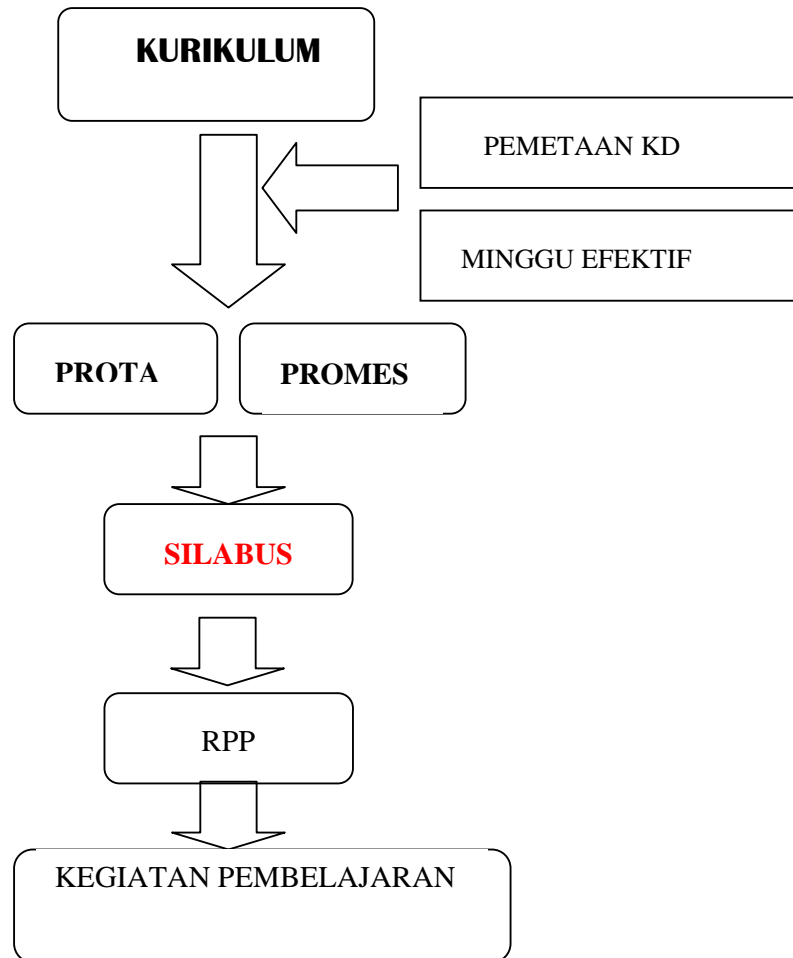 KURIKULUM
PEMETAAN KD
MINGGU EFEKTIF
PROTA
PROMES
SILABUS
RPP
KEGIATAN PEMBELAJARAN